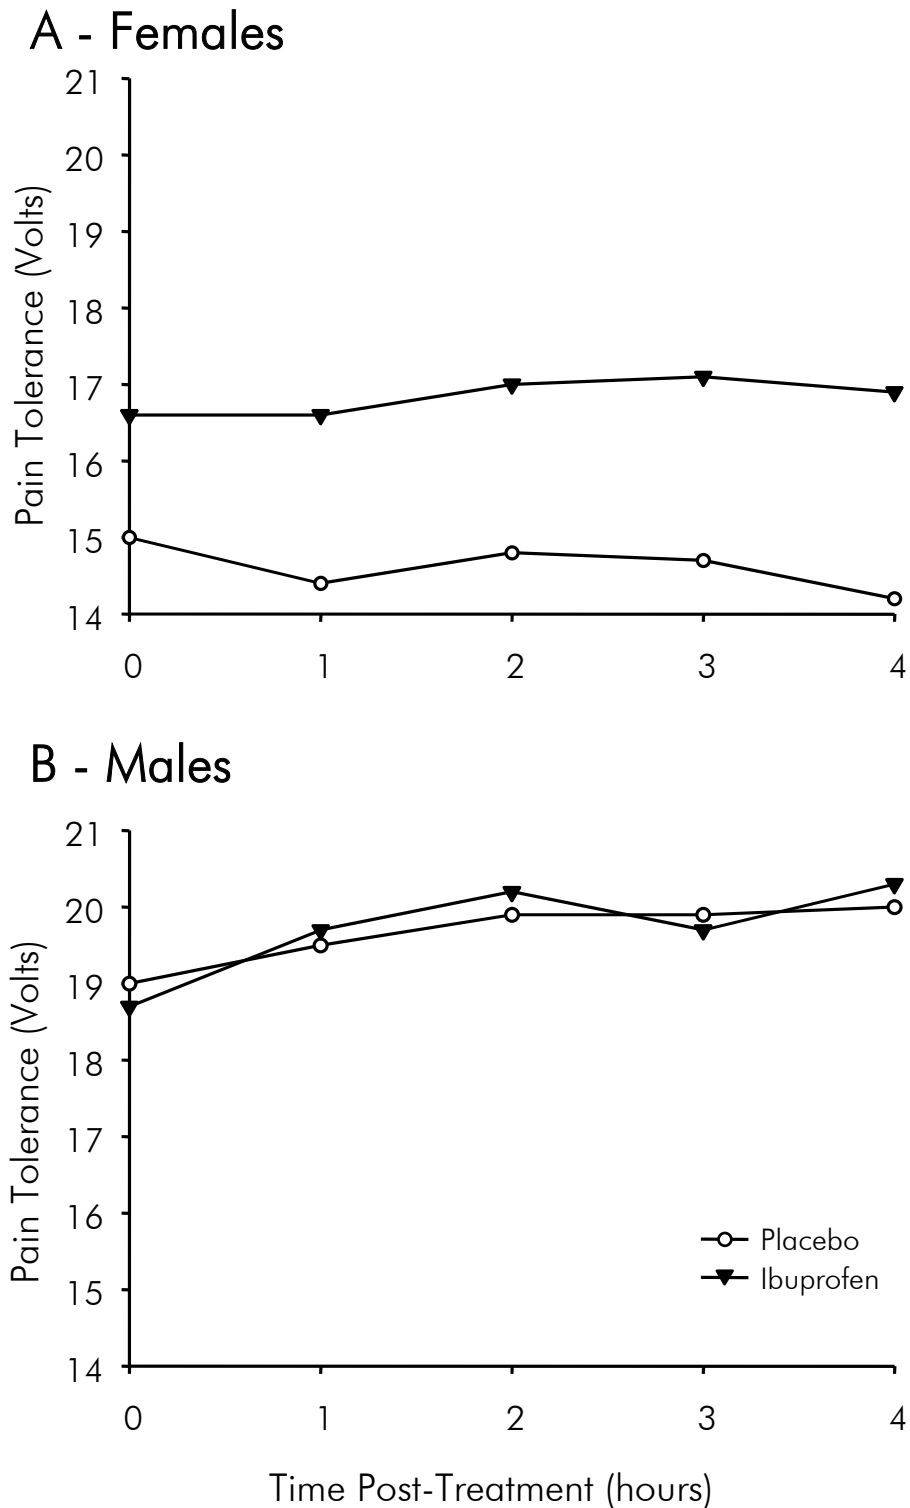 A - Females
21
20
19
18
17
16
15
14
Pain Tolerance (Volts)
0 1 2 3 4
B - Males
21
20
19
18
17
16
15
14
Pain Tolerance (Volts)
Placebo
Ibuprofen
0 1 2 3 4
Time Post-Treatment (hours)